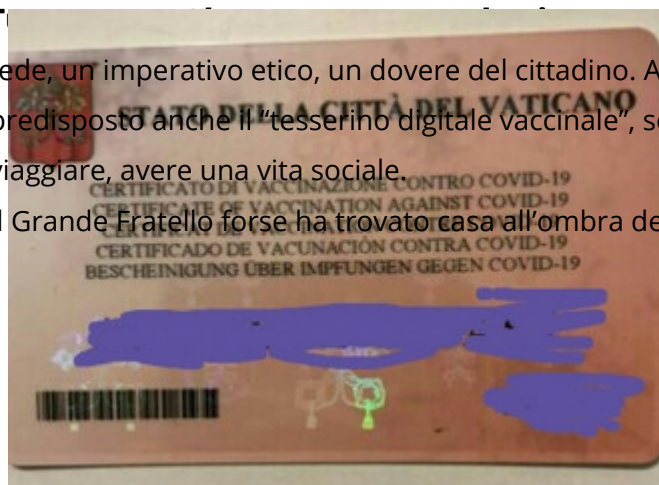 ede, un imperativo etico, un dovere del cittadino. A
STATO DELLA CITTÀ DEL VATICANO
predisposto anche il “tesserino digitale vaccinale”, se
viaggiare, avere una vita sociale.
CERTIFICATO DI VACCINAZIONE CONTRO COVID-19
CERTIFICATE OF VACCINATION AGAINST COVID-19
l Grande Fratello forse ha trovato casa all’ombra de
CERTIFICADO DE VACUNACIÓN CONTRA COVID-19
BESCHEINIGUNG ÜBER IMPFUNGEN GEGEN COVID-19